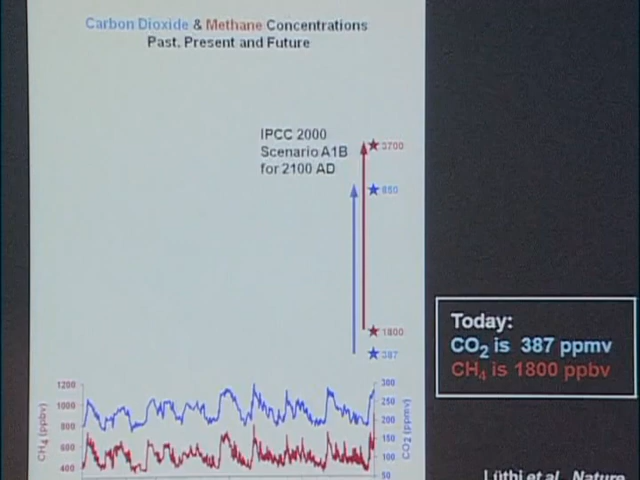 Carbon Dioxide & Methane Concentrations
Past, Present and Future
IPCC 2000
Scenario A1B
for 2100 AD
3700
850
1800
387
Today:
CO2 is 387 ppmv
CH4 is 1800 ppbv
1200
1000
800
600
400
CH4 (ppbv)
300
250
200
150
100
50
CO2 (ppmv)
Lüthi et al., Nature